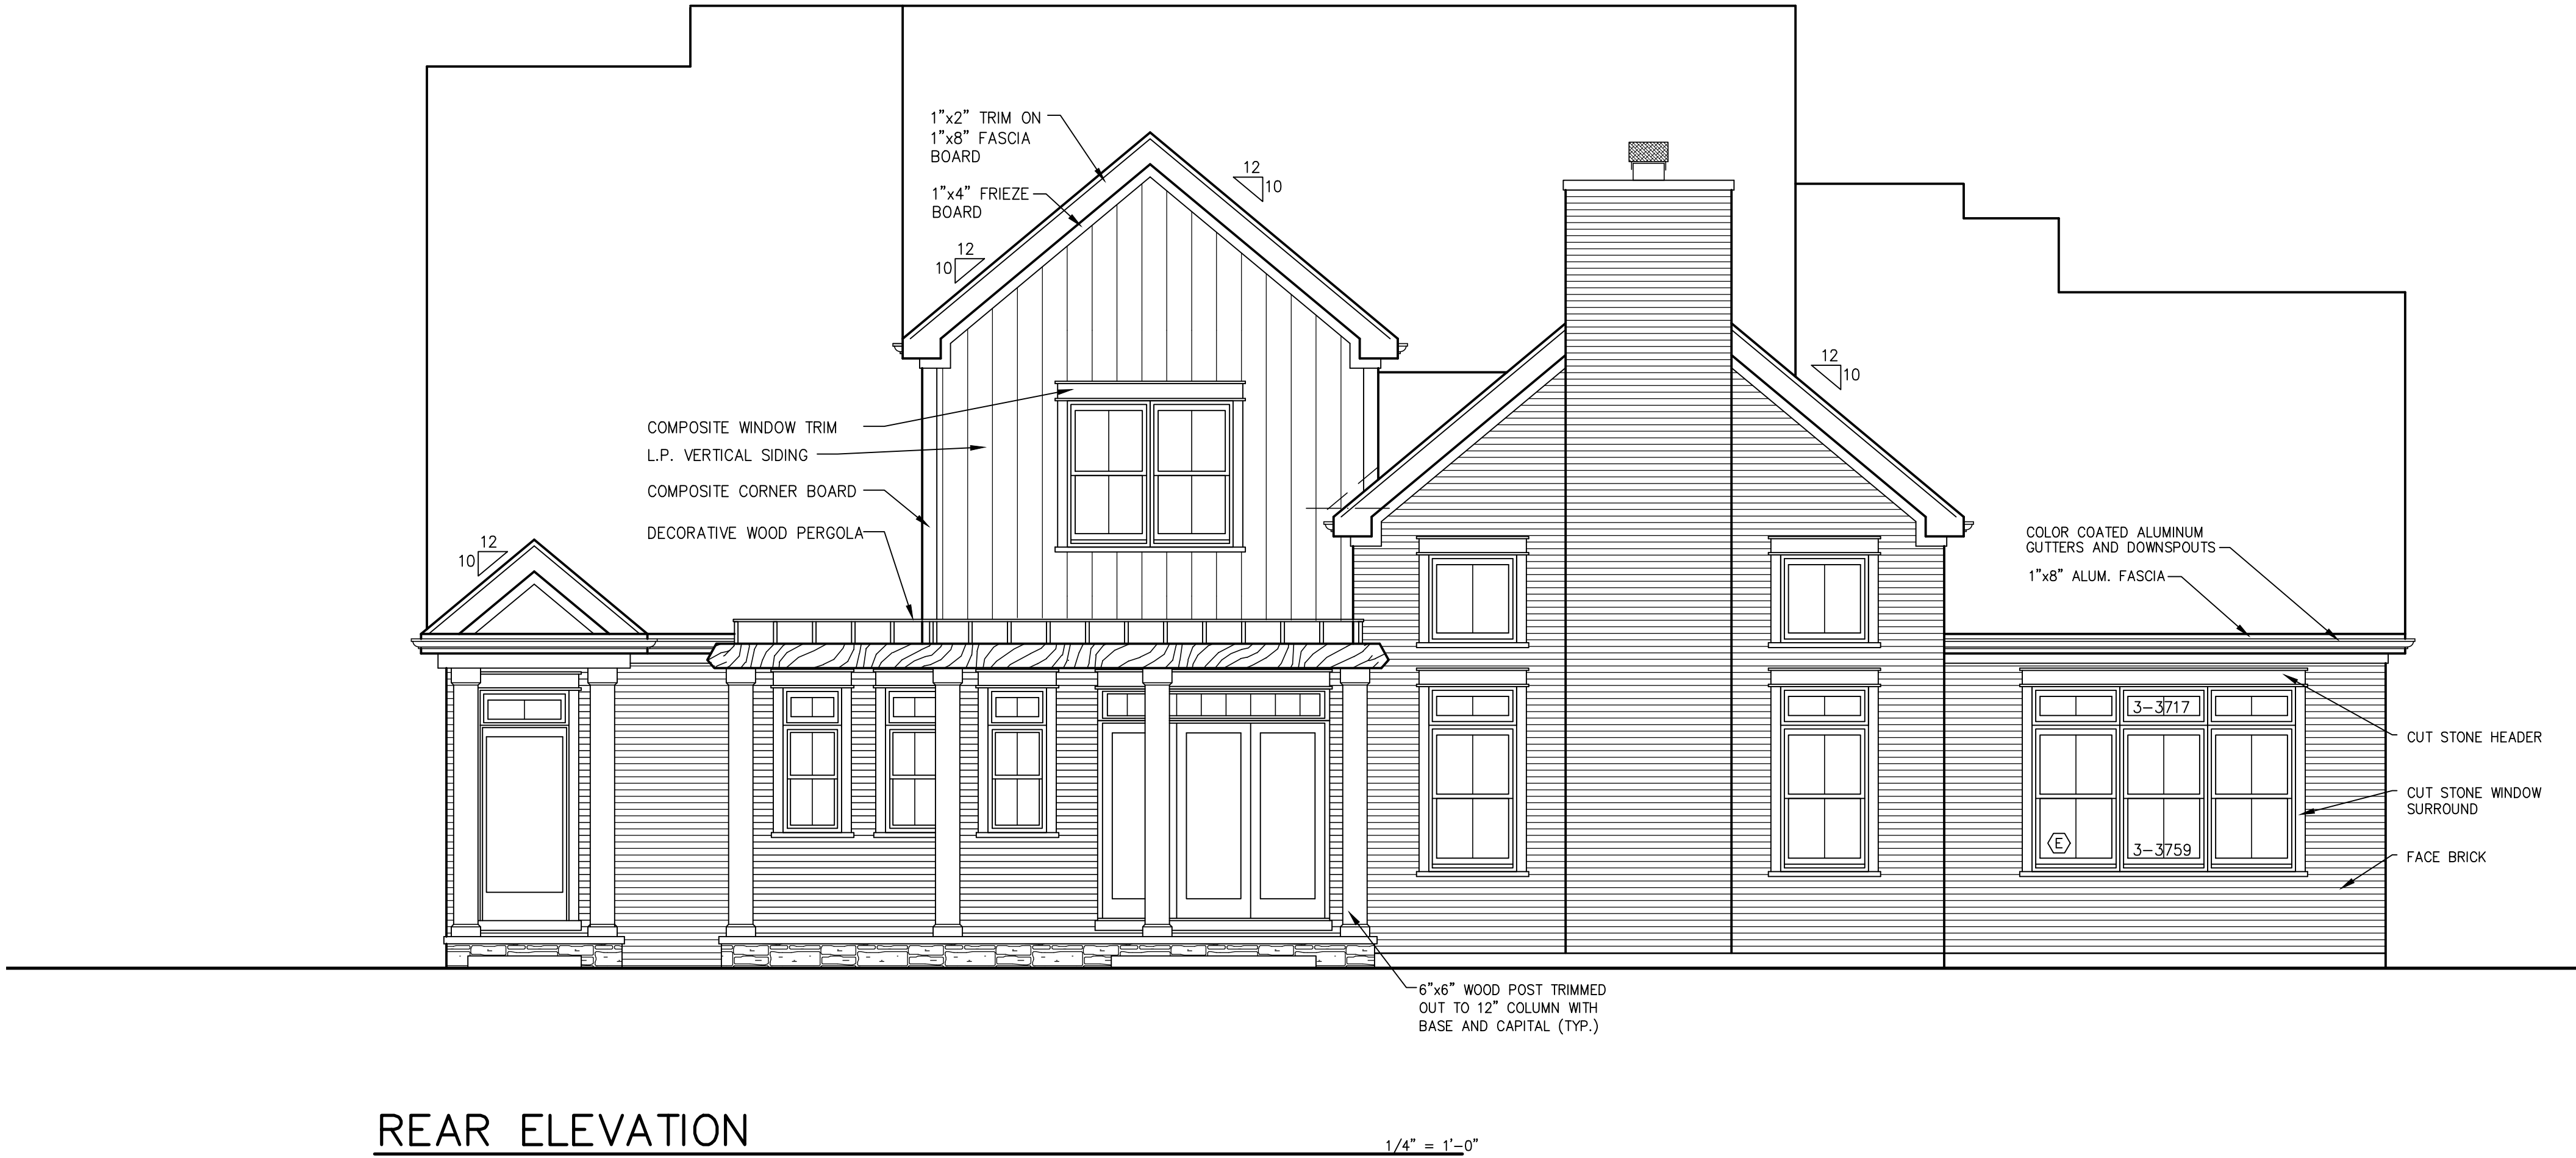 1"x2" TRIM ON
1"x8" FASCIA
BOARD
12
10
1"x4" FRIEZE
BOARD
12
10
12
10
COMPOSITE WINDOW TRIM
L.P. VERTICAL SIDING
COMPOSITE CORNER BOARD
DECORATIVE WOOD PERGOLA
12
10
COLOR COATED ALUMINUM
GUTTERS AND DOWNSPOUTS
1"x8" ALUM. FASCIA
3-3717
CUT STONE HEADER
CUT STONE WINDOW
SURROUND
E
3-3759
FACE BRICK
6"x6" WOOD POST TRIMMED
OUT TO 12" COLUMN WITH
BASE AND CAPITAL (TYP.)
REAR ELEVATION
1/4" = 1'-0"